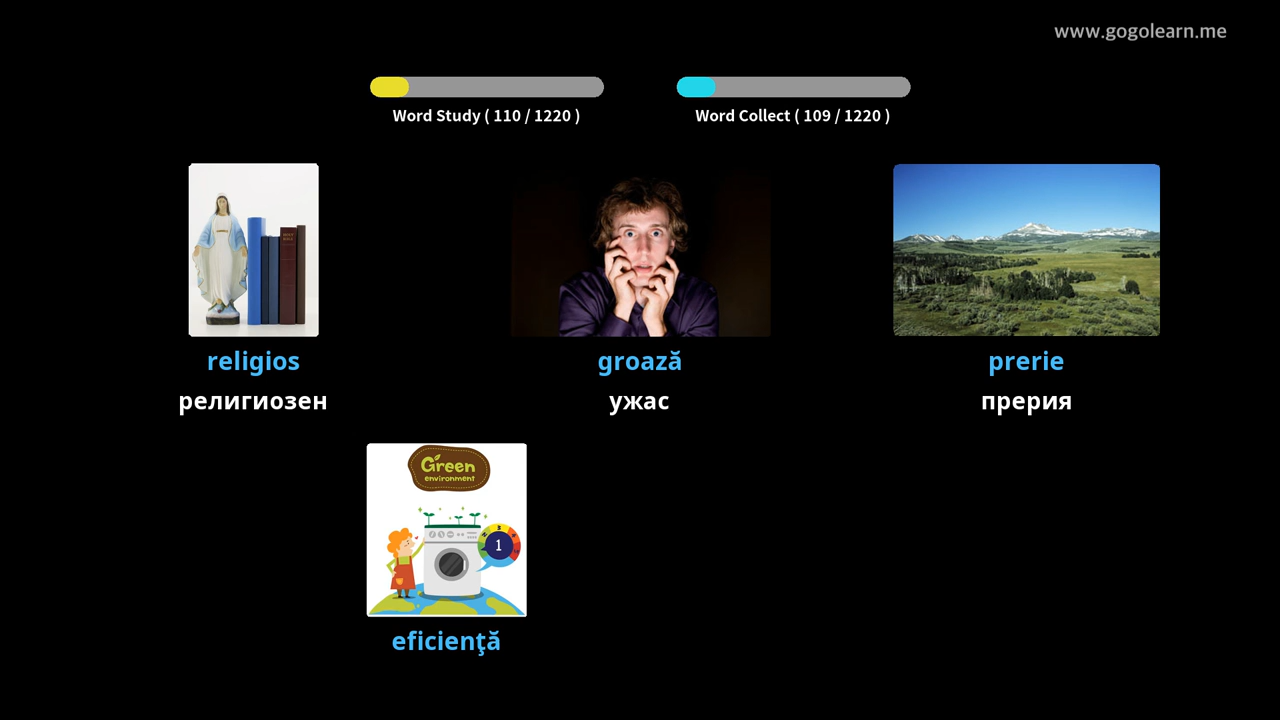 www.gogolearn.me
Word Study ( 110 / 1220 )
Word Collect ( 109 / 1220 )
religios
groază
prerie
религиозен
ужас
прерия
Green
environment
3
1
eficienţă